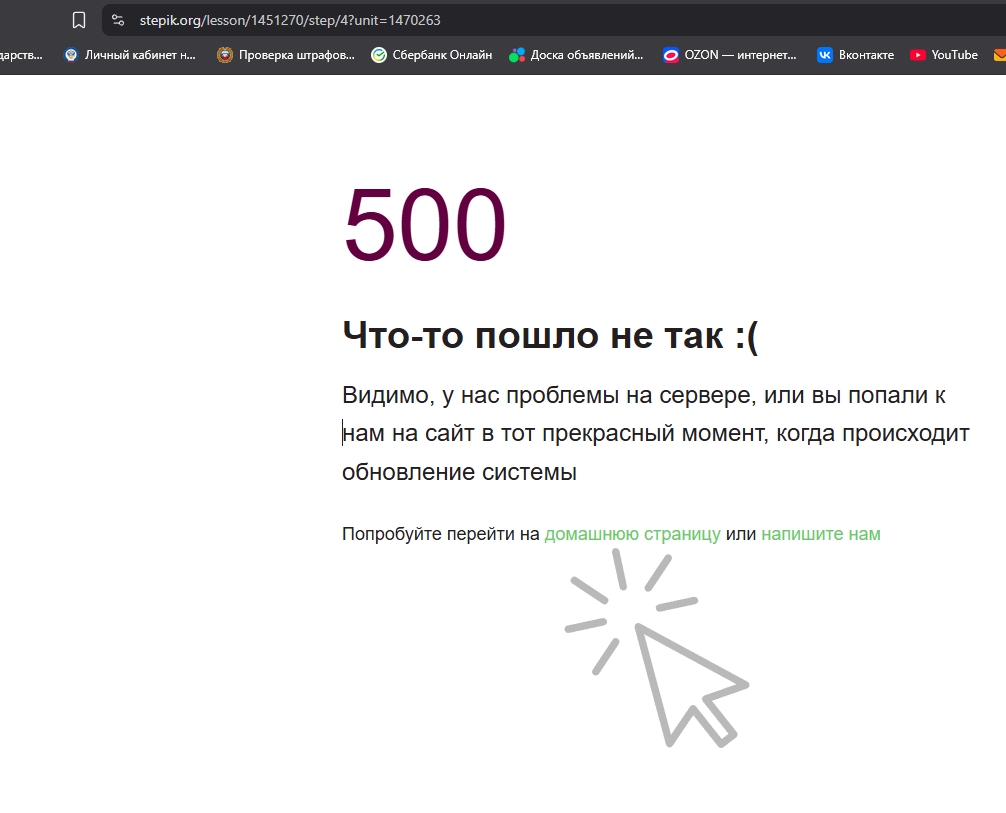 stepik.org/lesson/1451270/step/4?unit=1470263
дарств... Личный кабинет н... Проверка штрафов... Сбербанк Онлайн Доска объявлений... OZON — интернет... Вконтакте YouTube
500
Что-то пошло не так :(
Видимо, у нас проблемы на сервере, или вы попали к
нам на сайт в тот прекрасный момент, когда происходит
обновление системы
Попробуйте перейти на домашнюю страницу или напишите нам